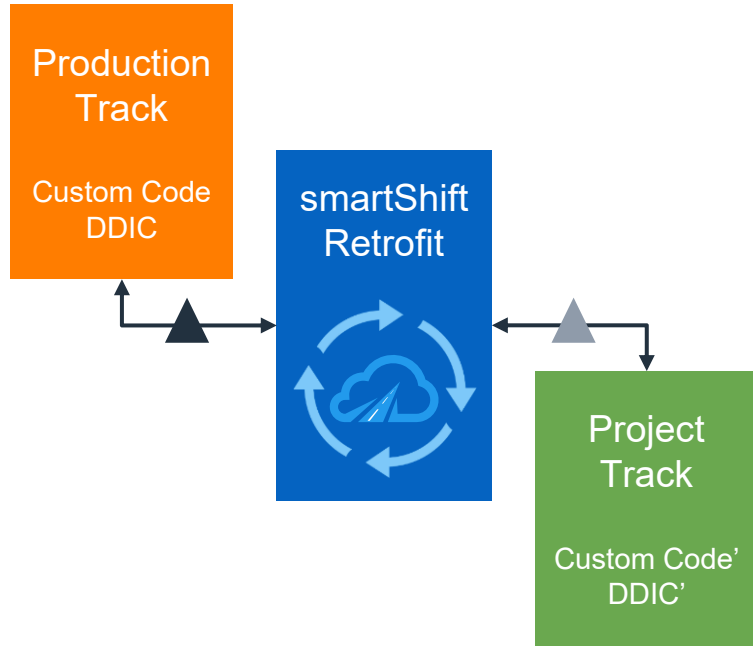 Production
Track
Custom Code
DDIC
smartShift
Retrofit
Project
Track
Custom Code’
DDIC’